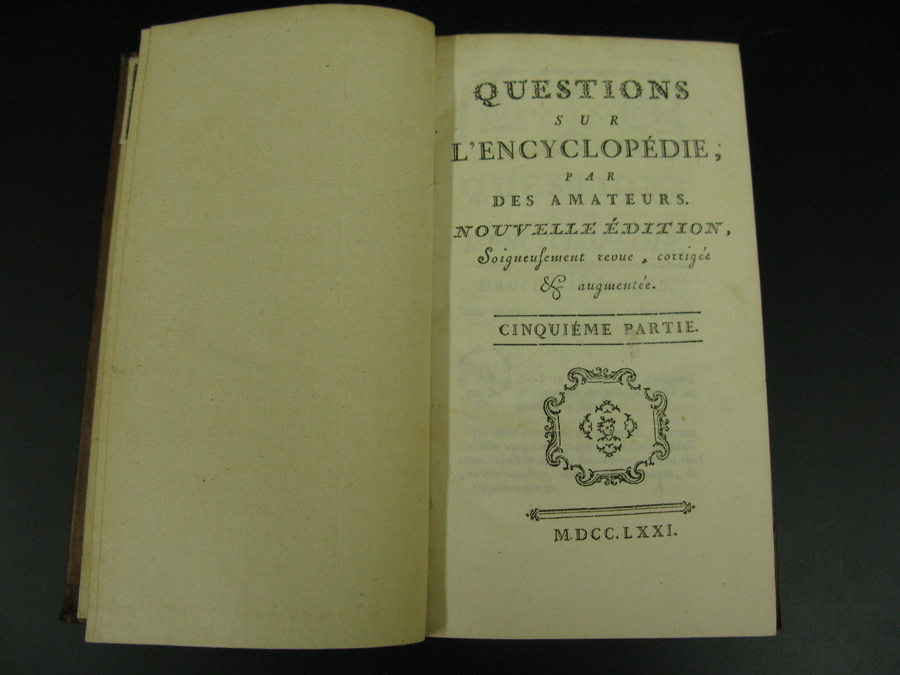 QUESTIONS
SUR
L'ENCYCLOPÉDIE,
PAR
DES AMATEURS.
NOUVELLE ÉDITION,
Soigneuſement revue, corrigée
& augmentée.
CINQUIÉME PARTIE.
M.DCC.LXXI.